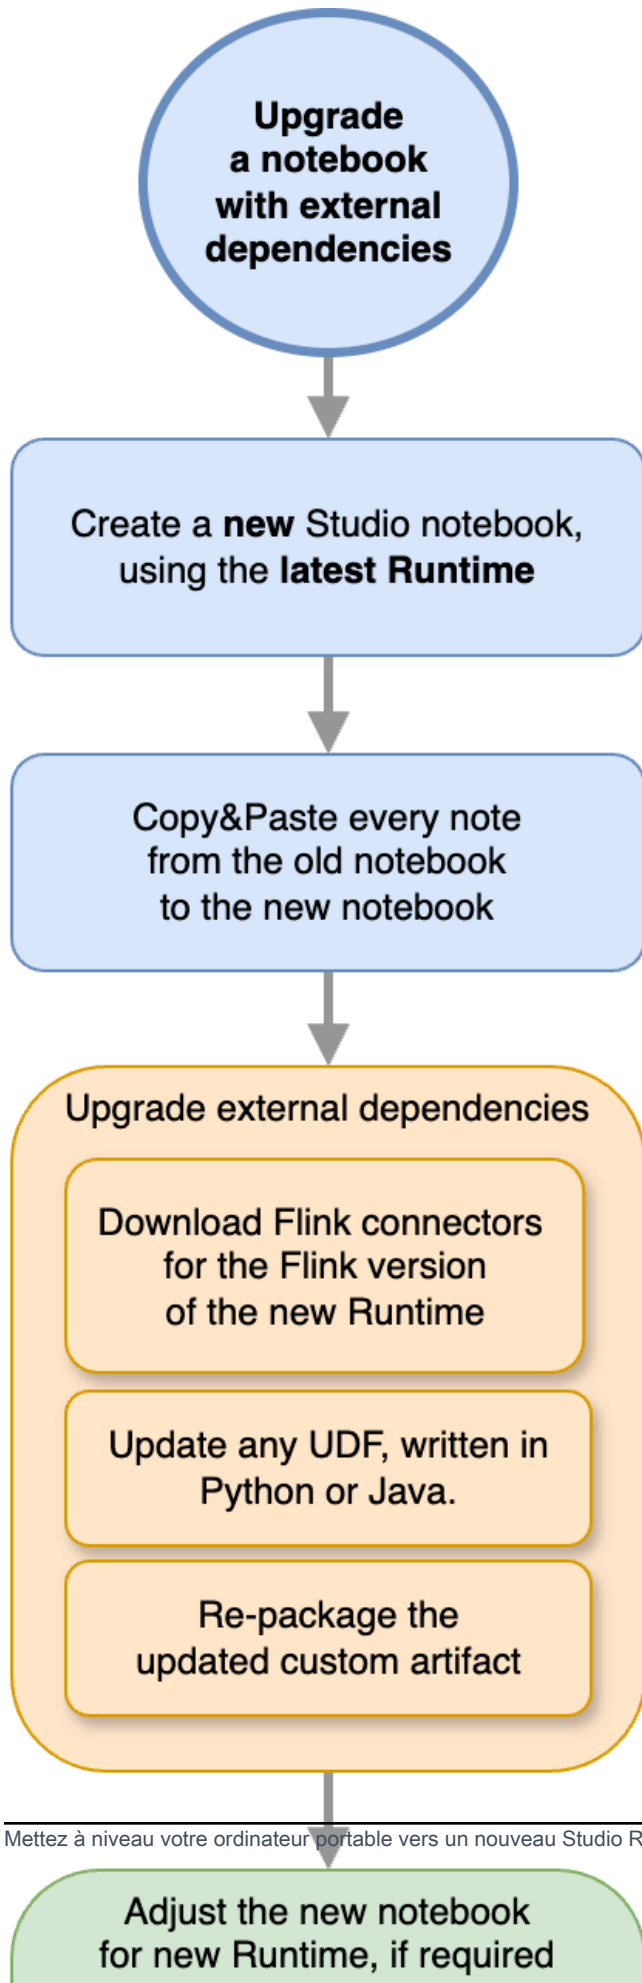 Upgrade
a notebook
with external
dependencies
Create a new Studio notebook,
using the latest Runtime
Copy&Paste every note
from the old notebook
to the new notebook
Upgrade external dependencies
Download Flink connectors
for the Flink version
of the new Runtime
Update any UDF, written in
Python or Java.
Re-package the
updated custom artifact
Mettez à niveau votre ordinateur portable vers un nouveau Studio R
Adjust the new notebook
for new Runtime, if required